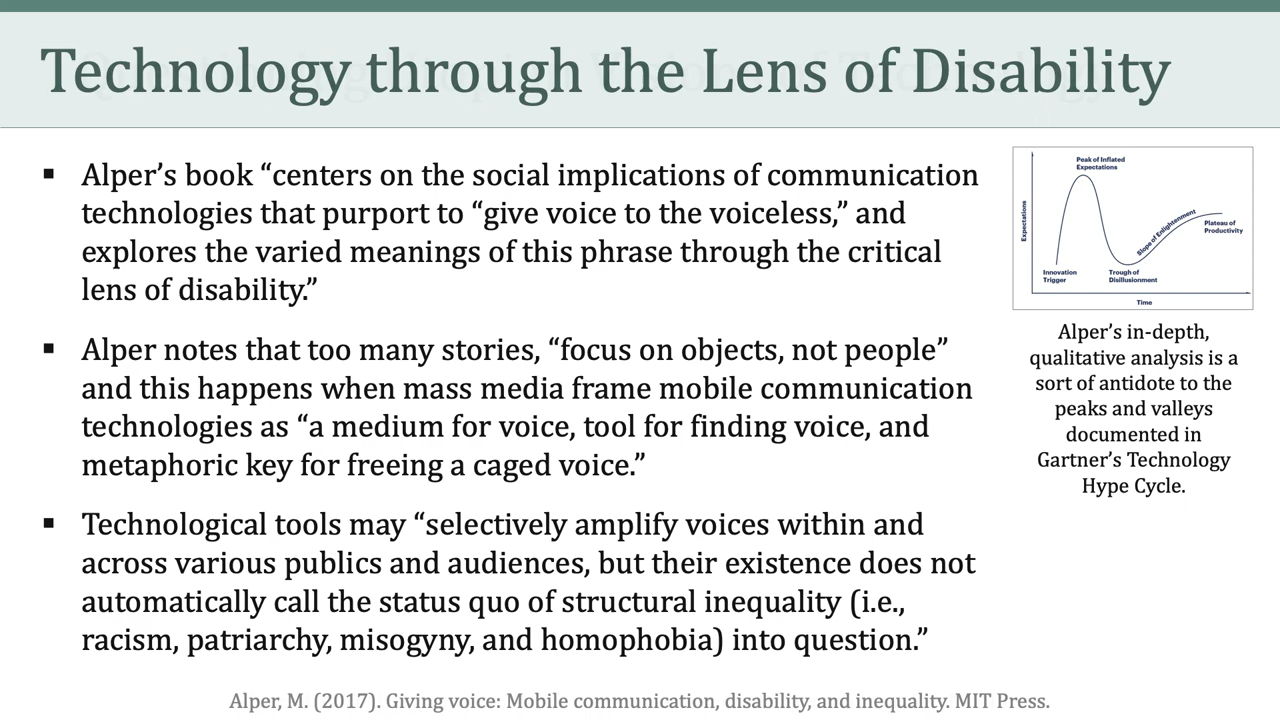 Technology through the Lens of Disability
▪ Alper’s book “centers on the social implications of communication
technologies that purport to “give voice to the voiceless,” and
explores the varied meanings of this phrase through the critical
lens of disability.”
▪ Alper notes that too many stories, “focus on objects, not people”
and this happens when mass media frame mobile communication
technologies as “a medium for voice, tool for finding voice, and
metaphoric key for freeing a caged voice.”
▪ Technological tools may “selectively amplify voices within and
across various publics and audiences, but their existence does not
automatically call the status quo of structural inequality (i.e.,
racism, patriarchy, misogyny, and homophobia) into question.”
Expectations
Peak of Inflated
Expectations
Innovation
Trigger
Trough of
Disillusionment
Slope of Enlightenment
Plateau of
Productivity
Time
Alper’s in-depth,
qualitative analysis is a
sort of antidote to the
peaks and valleys
documented in
Gartner’s Technology
Hype Cycle.
Alper, M. (2017). Giving voice: Mobile communication, disability, and inequality. MIT Press.